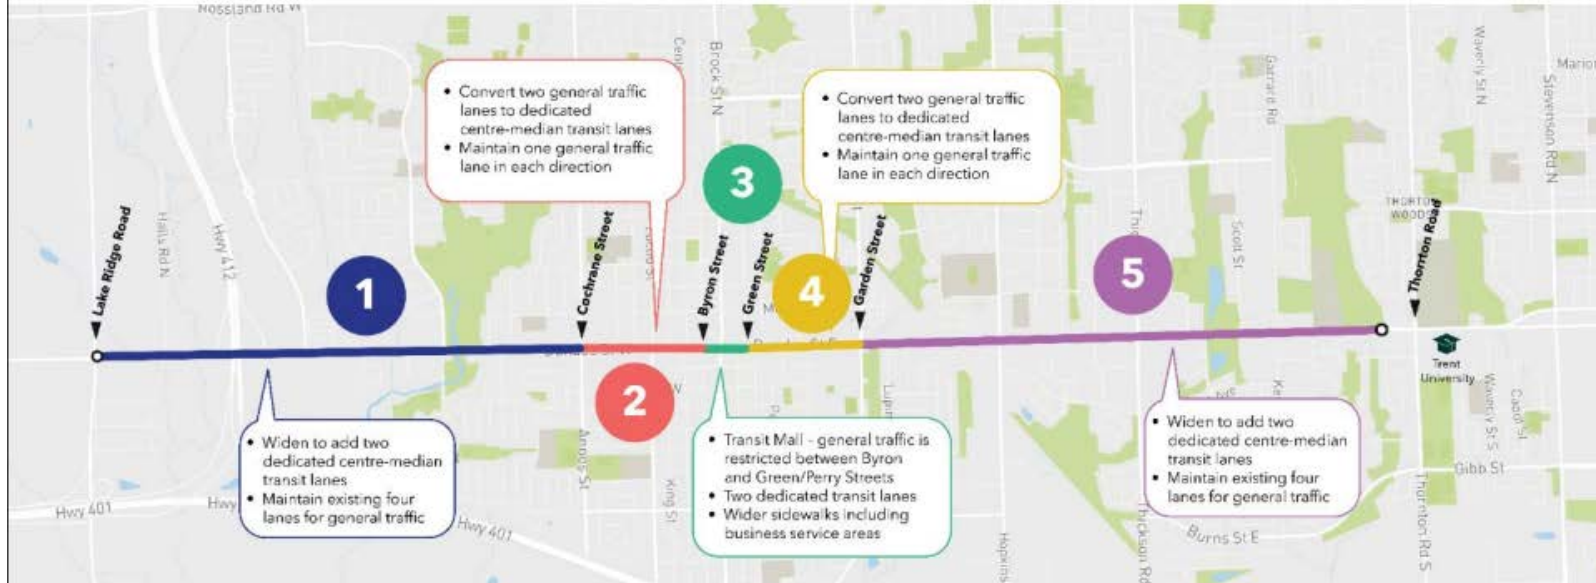 Rossland Rd W
Brock St N
Garrard Rd
Waverly St N
Stevenson Rd N
• Convert two general traffic
lanes to dedicated
centre-median transit lanes
• Maintain one general traffic
lane in each direction
• Convert two general traffic
lanes to dedicated
centre-median transit lanes
• Maintain one general traffic
lane in each direction
3
Lake Ridge Road
Halls Rd N
Hwy 412
1
Cochrane Street
Byron Street
Green Street
4
Garden Street
5
Scott St
Thornton Road
2
Trent
University
• Widen to add two
dedicated centre-median
transit lanes
• Maintain existing four
lanes for general traffic
• Transit Mall - general traffic is
restricted between Byron
and Green/Perry Streets
• Two dedicated transit lanes
• Wider sidewalks including
business service areas
• Widen to add two
dedicated centre-median
transit lanes
• Maintain existing four
lanes for general traffic
Annes St
King St
Waverly St S
Gibb St
Hwy 401
Hwy
Hwy 401
Hopkins
Thickson Rd
Burns St E
Thornton Rd S